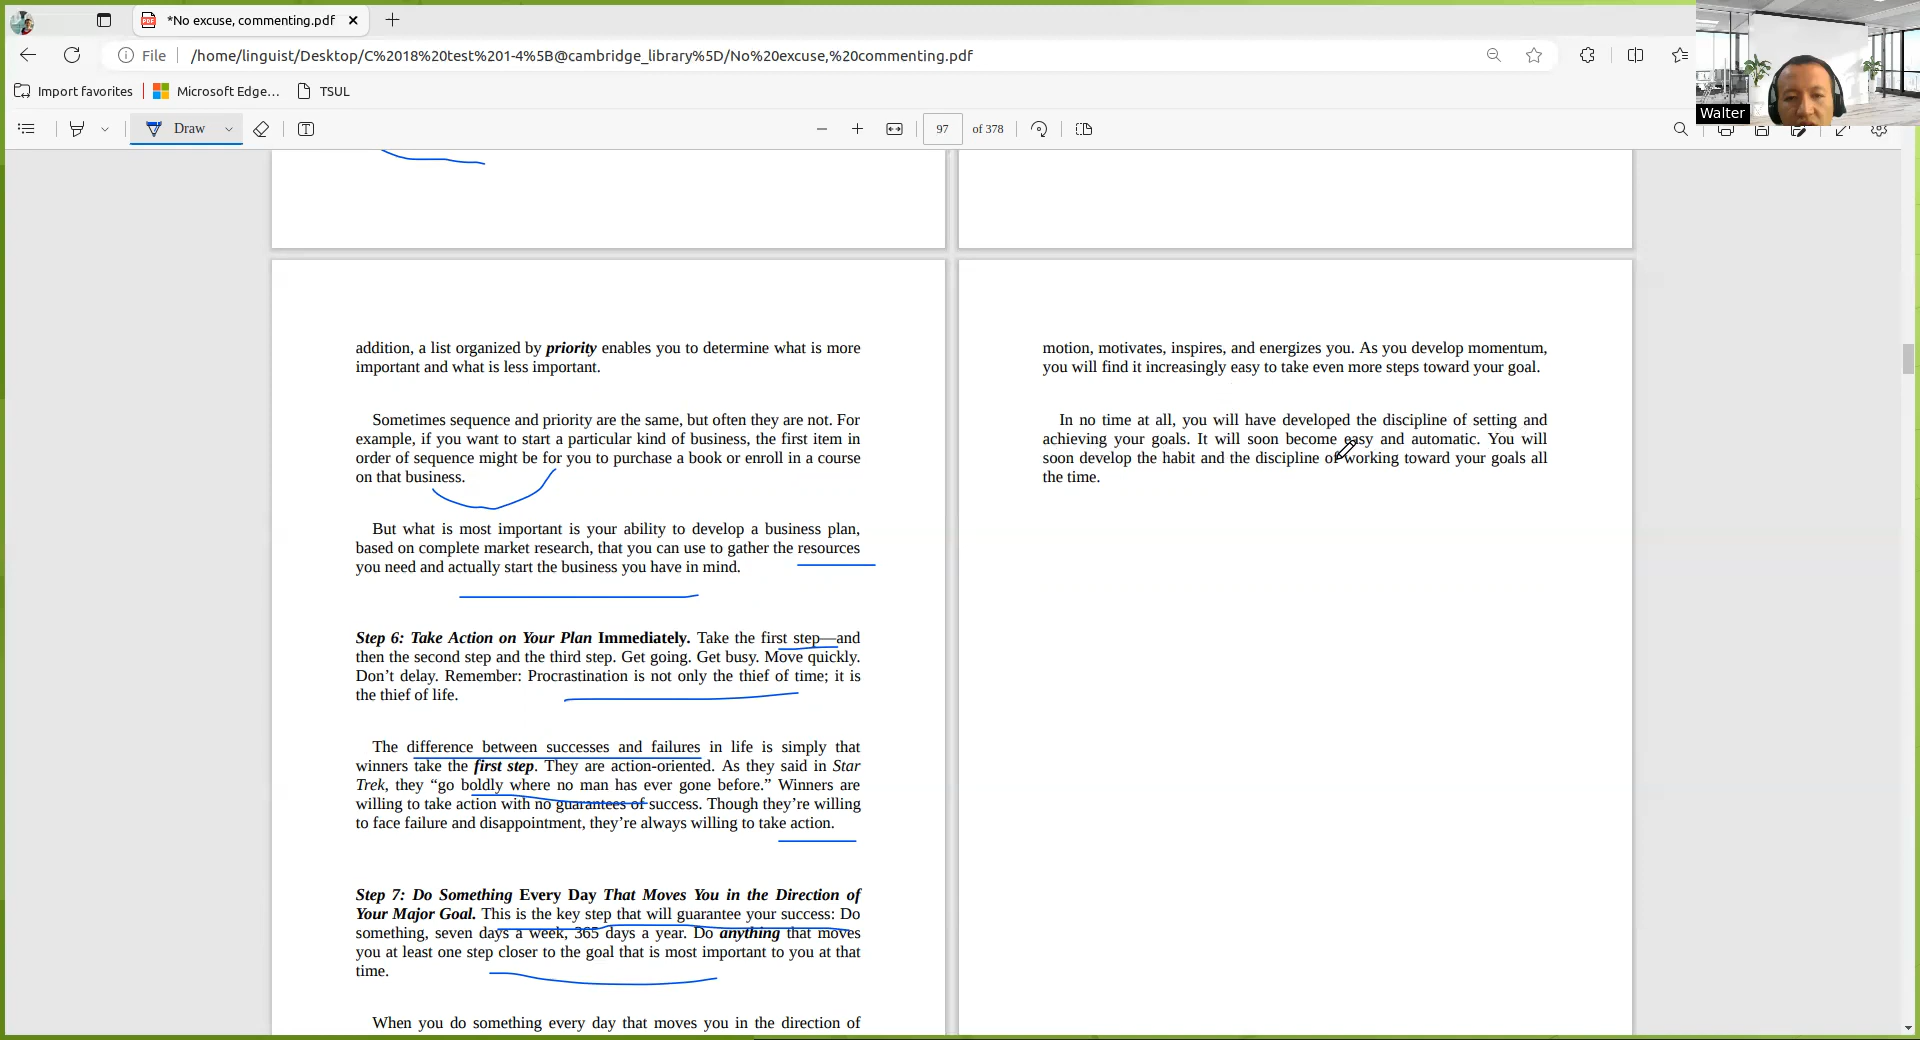 *No excuse, commenting.pdf
File
/home/linguist/Desktop/C%2018%20test%201-4%5B@cambridge_library%5D/No%20excuse,%20commenting.pdf
Import favorites
Microsoft Edge...
TSUL
Walter
Draw
97
of 378
addition, a list organized by priority enables you to determine what is more
important and what is less important.
Sometimes sequence and priority are the same, but often they are not. For
example, if you want to start a particular kind of business, the first item in
order of sequence might be for you to purchase a book or enroll in a course
on that business.
But what is most important is your ability to develop a business plan,
based on complete market research, that you can use to gather the resources
you need and actually start the business you have in mind.
Step 6: Take Action on Your Plan Immediately. Take the first step—and
then the second step and the third step. Get going. Get busy. Move quickly.
Don't delay. Remember: Procrastination is not only the thief of time; it is
the thief of life.
The difference between successes and failures in life is simply that
winners take the first step. They are action-oriented. As they said in Star
Trek, they “go boldly where no man has ever gone before.” Winners are
willing to take action with no guarantees of success. Though they're willing
to face failure and disappointment, they're always willing to take action.
Step 7: Do Something Every Day That Moves You in the Direction of
Your Major Goal. This is the key step that will guarantee your success: Do
something, seven days a week, 365 days a year. Do anything that moves
you at least one step closer to the goal that is most important to you at that
time.
When you do something every day that moves you in the direction of
motion, motivates, inspires, and energizes you. As you develop momentum,
you will find it increasingly easy to take even more steps toward your goal.
In no time at all, you will have developed the discipline of setting and
achieving your goals. It will soon become easy and automatic. You will
soon develop the habit and the discipline of working toward your goals all
the time.